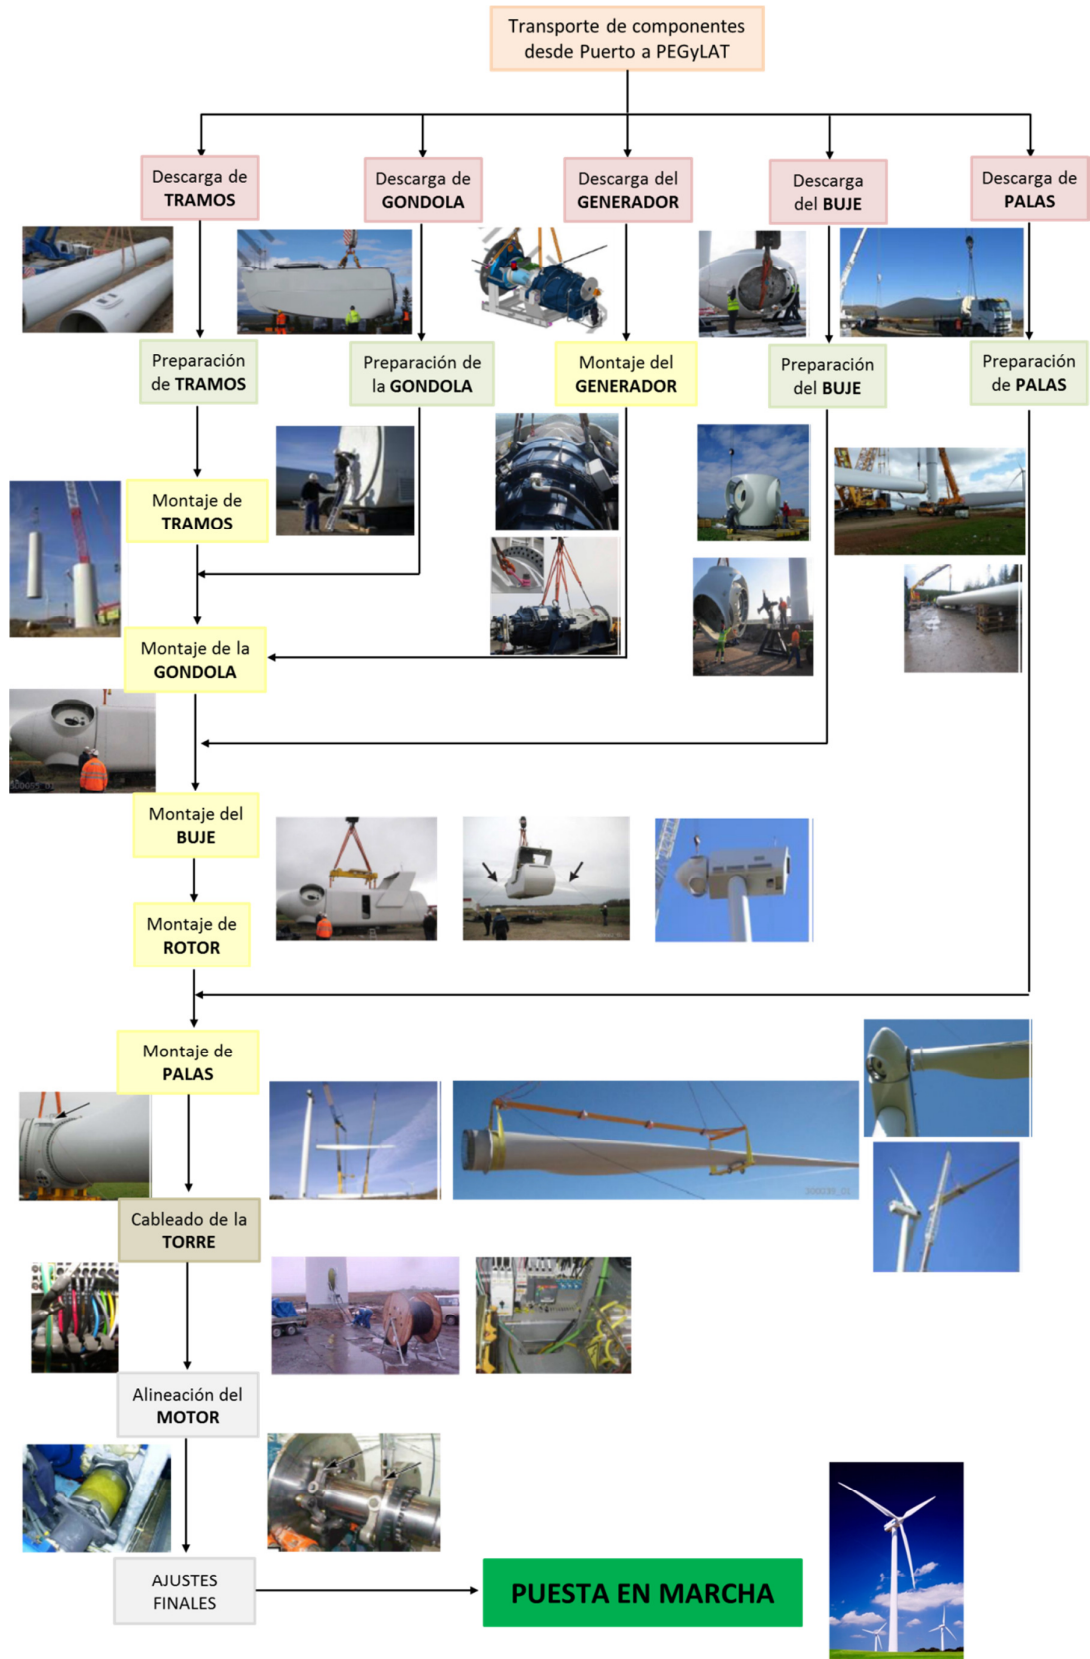 Transporte de componentes
desde Puerto a PEGyLAT
Descarga de
TRAMOS
Descarga de
GONDOLA
Descarga del
GENERADOR
Descarga
del BUJE
Descarga de
PALAS
Preparación
de TRAMOS
Preparación de
la GONDOLA
Montaje del
GENERADOR
Preparación
del BUJE
Preparación
de PALAS
Montaje de
TRAMOS
Montaje de la
GONDOLA
Montaje del
BUJE
Montaje de
ROTOR
Montaje de
PALAS
300039_01
Cableado de la
TORRE
Alineación del
MOTOR
AJUSTES
FINALES
PUESTA EN MARCHA